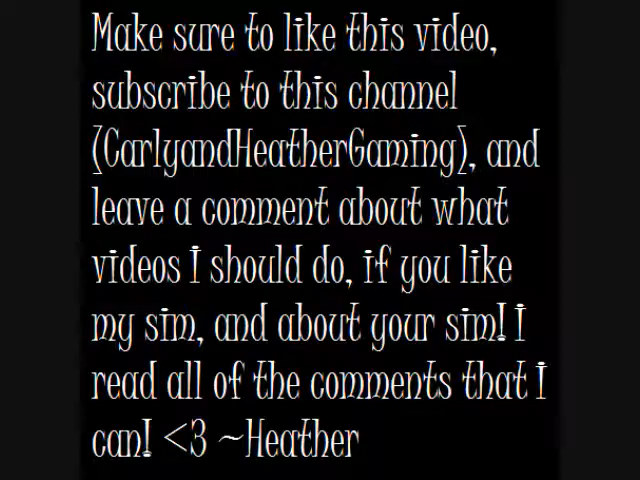 Make sure to like this video,
subscribe to this channel
(CarlyandHeatherGaming), and
leave a comment about what
videos I should do, if you like
my sim, and about your sim! I
read all of the comments that I
can! <3 ~Heather